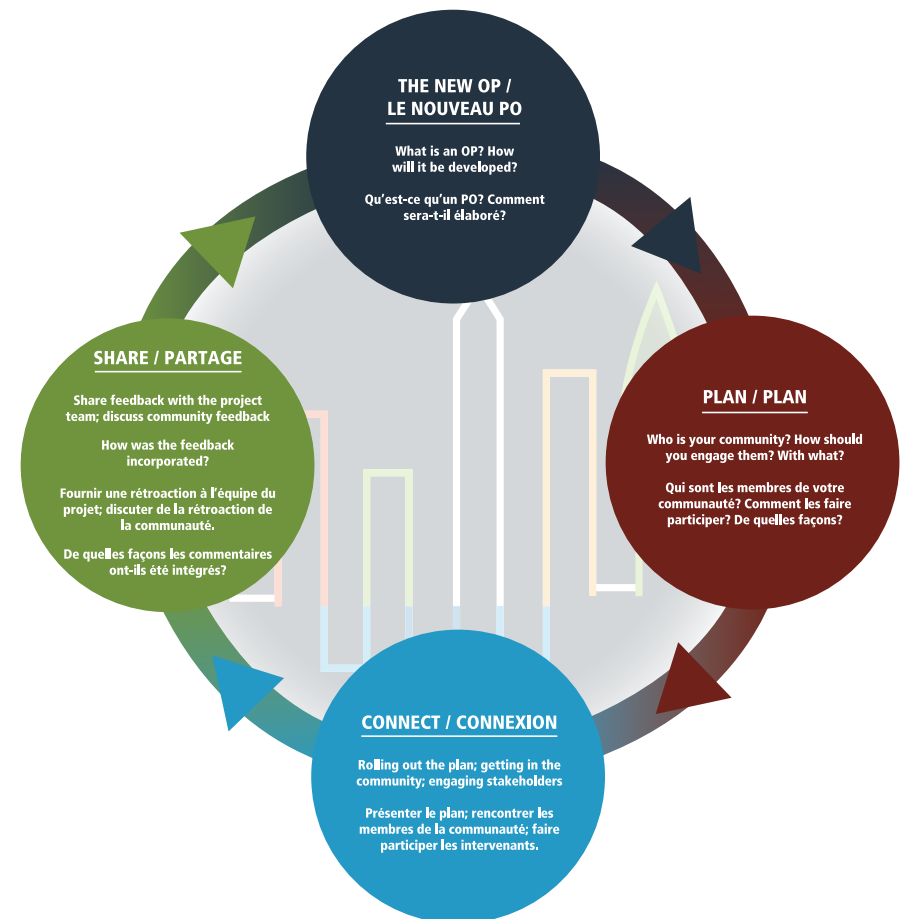 THE NEW OP /
LE NOUVEAU PO
What is an OP? How
will it be developed?
Qu'est-ce qu'un PO? Comment
sera-t-il élaboré?
PLAN / PLAN
Who is your community? How should
you engage them? With what?
Qui sont les membres de votre
communauté? Comment les faire
participer? De quelles façons?
CONNECT / CONNEXION
Rolling out the plan; getting in the
community; engaging stakeholders
Présenter le plan; rencontrer les
membres de la communauté; faire
participer les intervenants.
SHARE / PARTAGE
Share feedback with the project
team; discuss community feedback
How was the feedback
incorporated?
Fournir une rétroaction à l'équipe du
projet; discuter de la rétroaction de
la communauté.
De quelles façons les commentaires
ont-ils été intégrés?